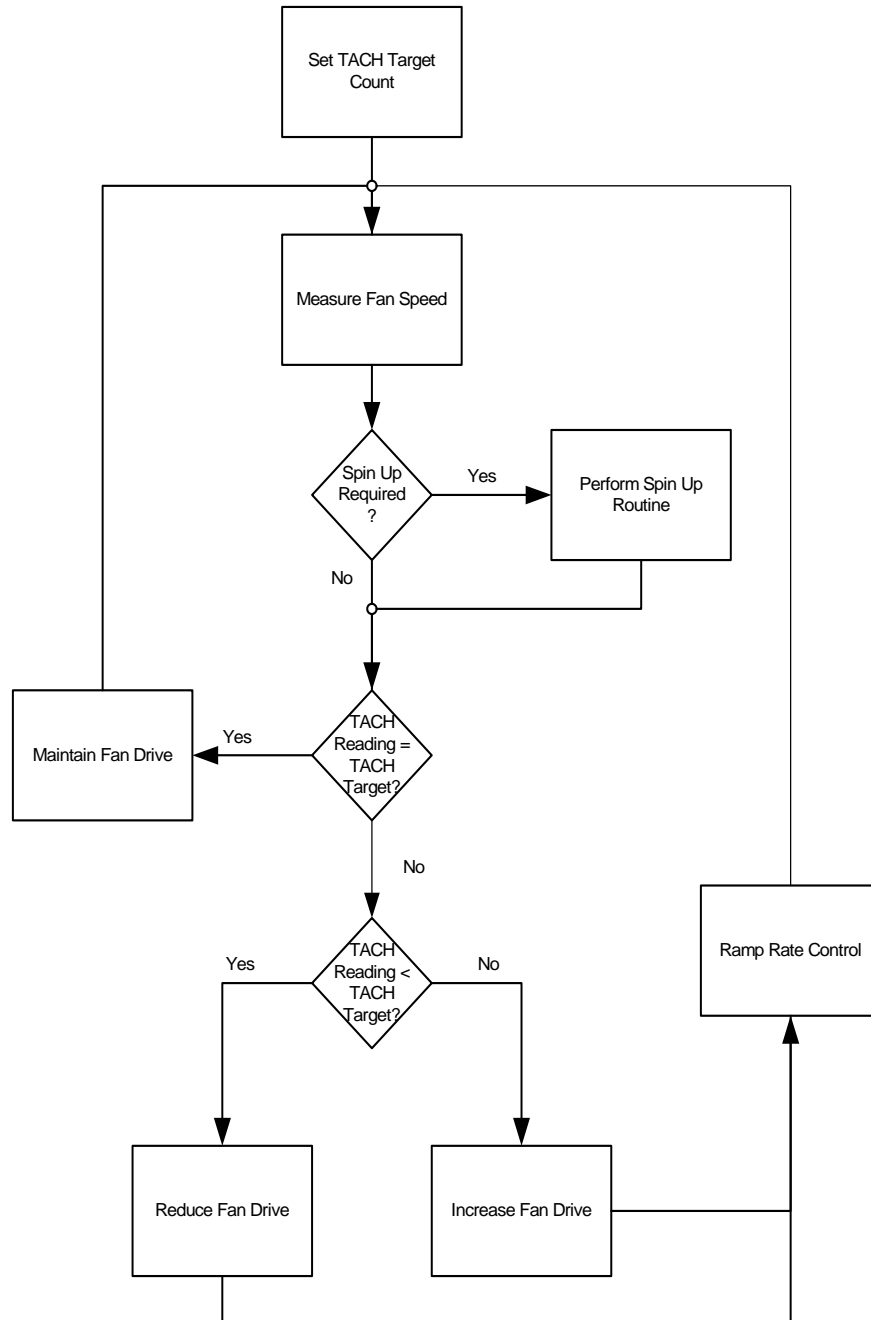 Set TACH Target
Count
Measure Fan Speed
Spin Up
Required
?
Yes
Perform Spin Up
Routine
No
TACH
Reading =
TACH
Target?
Yes
Maintain Fan Drive
No
TACH
Reading <
TACH
Target?
Yes
No
Ramp Rate Control
Reduce Fan Drive
Increase Fan Drive